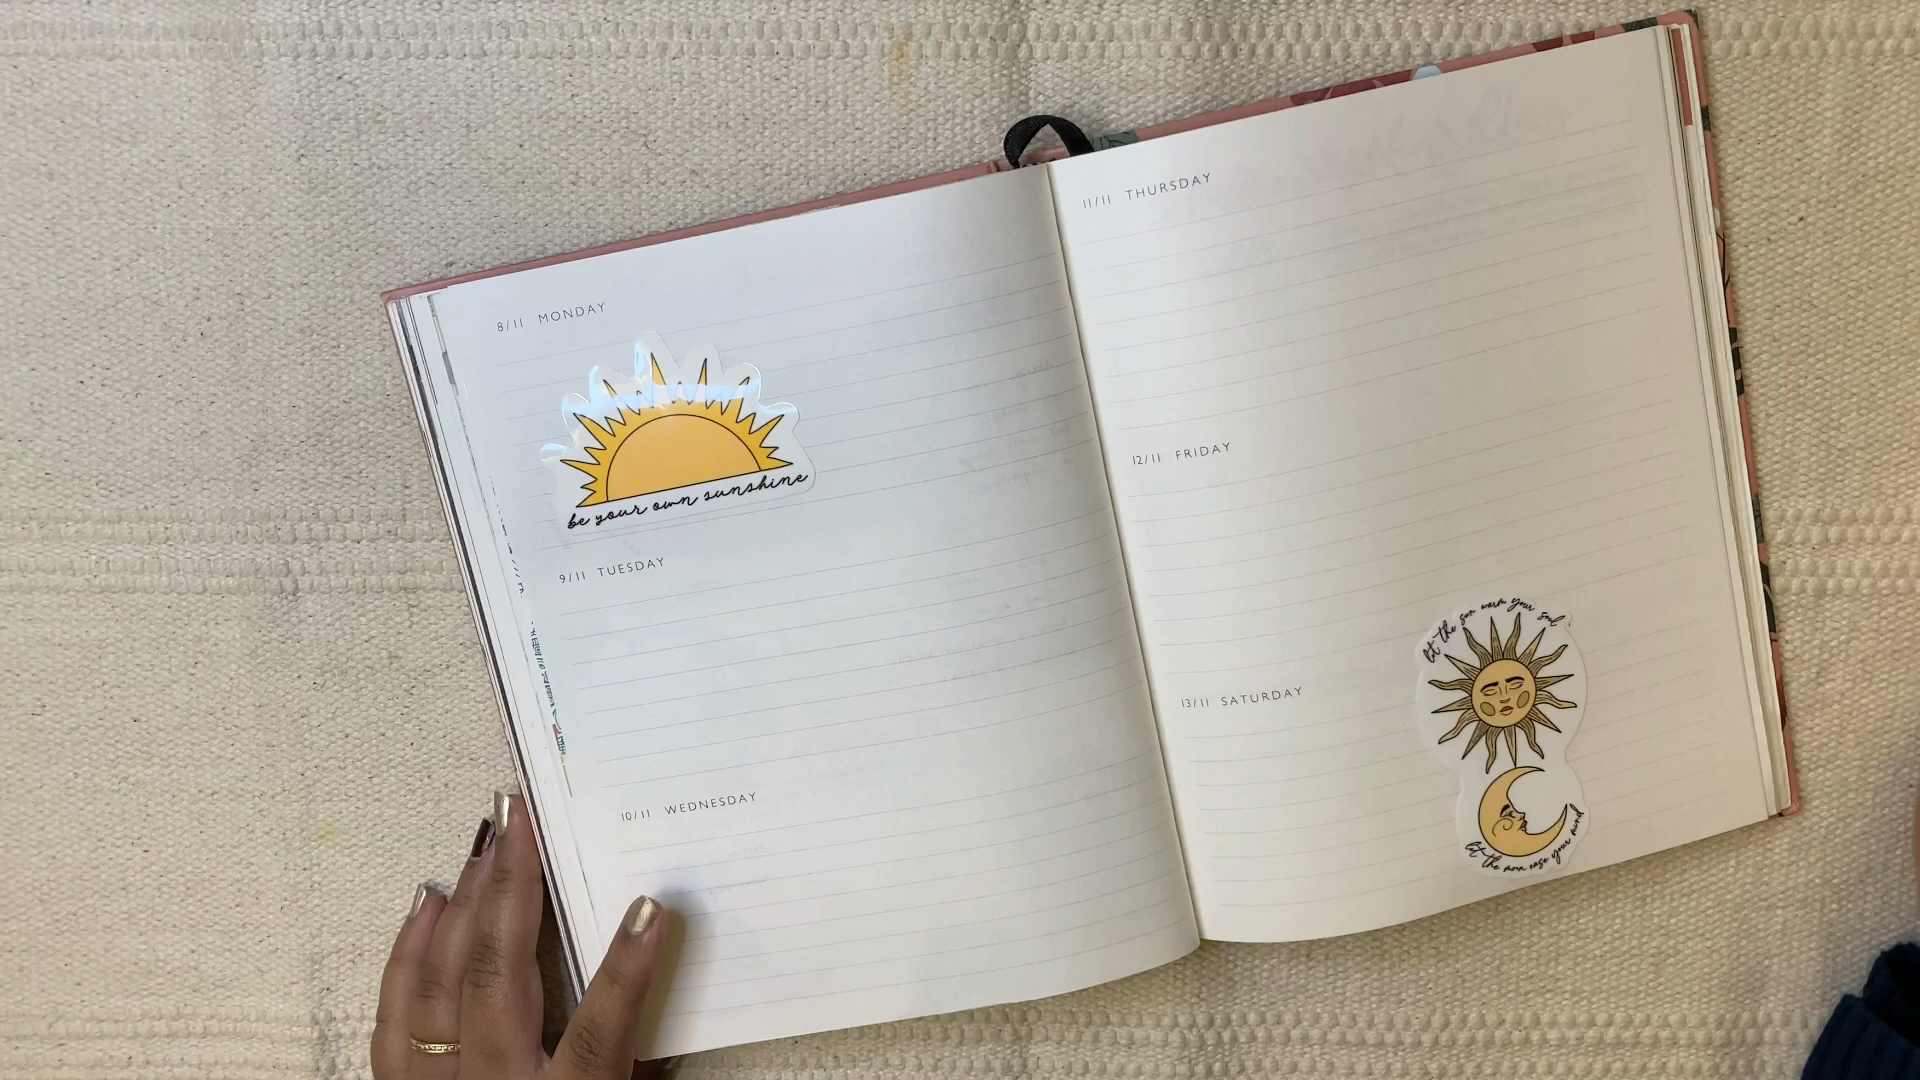 8/11 MONDAY
be your own sunshine
9/11 TUESDAY
10/11 WEDNESDAY
11/11 THURSDAY
12/11 FRIDAY
let the sun warm your soul
13/11 SATURDAY
let the moon ease your mind